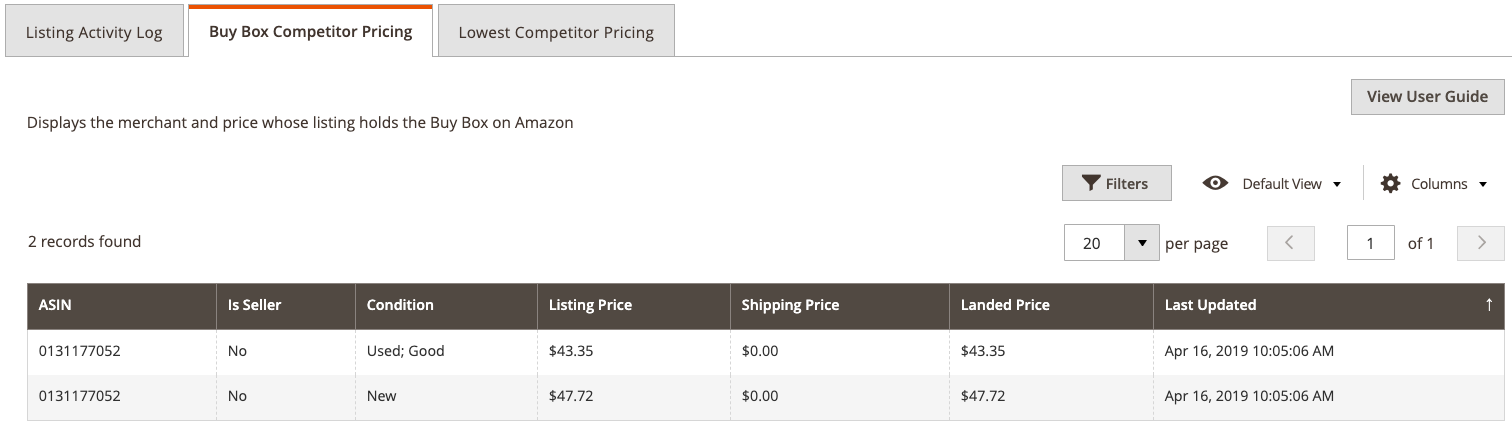 Listing Activity Log Buy Box Competitor Pricing Lowest Competitor Pricing
View User Guide
Displays the merchant and price whose listing holds the Buy Box on Amazon
Filters Default View Columns
2 records found 20 per page 1 of 1
ASIN Is Seller Condition Listing Price Shipping Price Landed Price Last Updated ↑
0131177052 No Used; Good $43.35 $0.00 $43.35 Apr 16, 2019 10:05:06 AM
0131177052 No New $47.72 $0.00 $47.72 Apr 16, 2019 10:05:06 AM